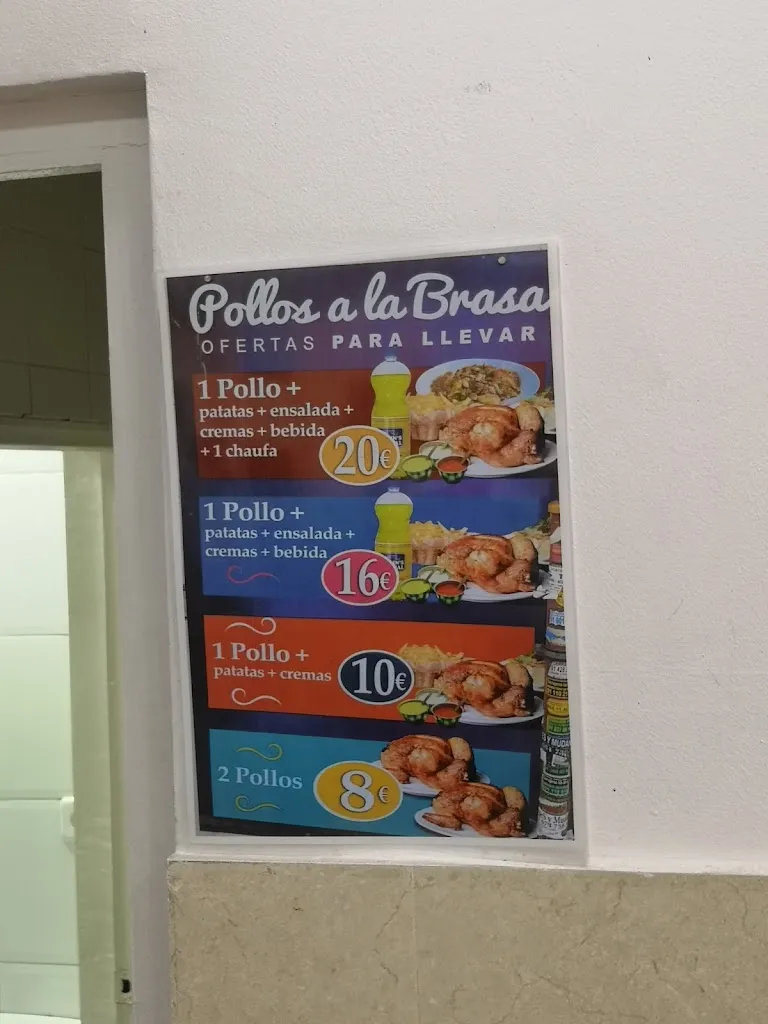 Pollos a la Brasa
OFERTAS PARA LLEVAR
1 Pollo +
patatas + ensalada +
cremas + bebida
+ 1 chaufa
20€
1 Pollo +
patatas + ensalada +
cremas + bebida
16€
1 Pollo +
patatas + cremas
10€
2 Pollos
8€